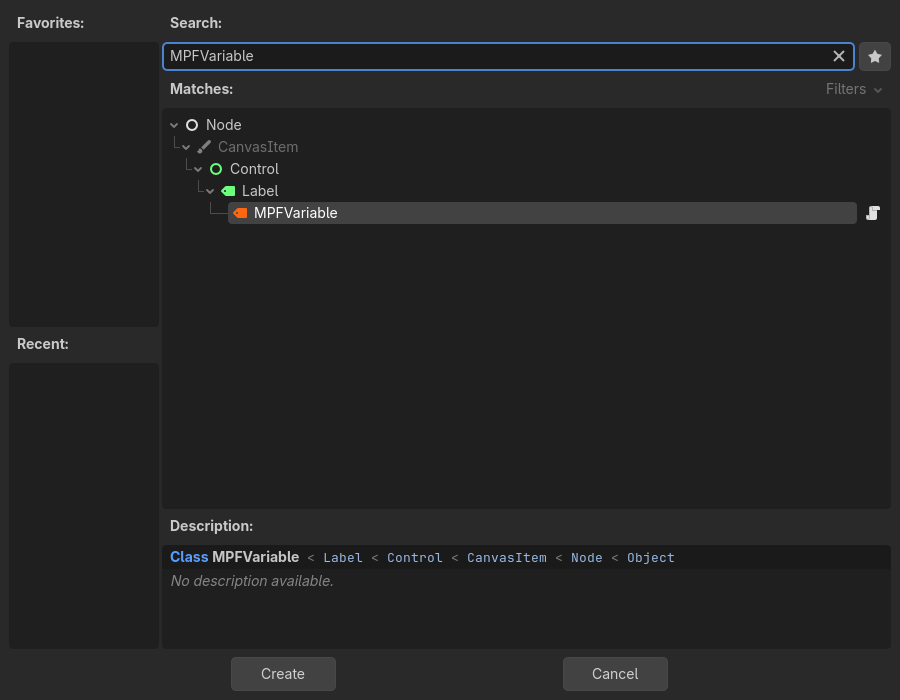 Favorites:
Search:
MPFVariable
Matches:
Filters
Node
CanvasItem
Control
Label
MPFVariable
Recent:
Description:
Class MPFVariable < Label < Control < CanvasItem < Node < Object
No description available.
Create
Cancel